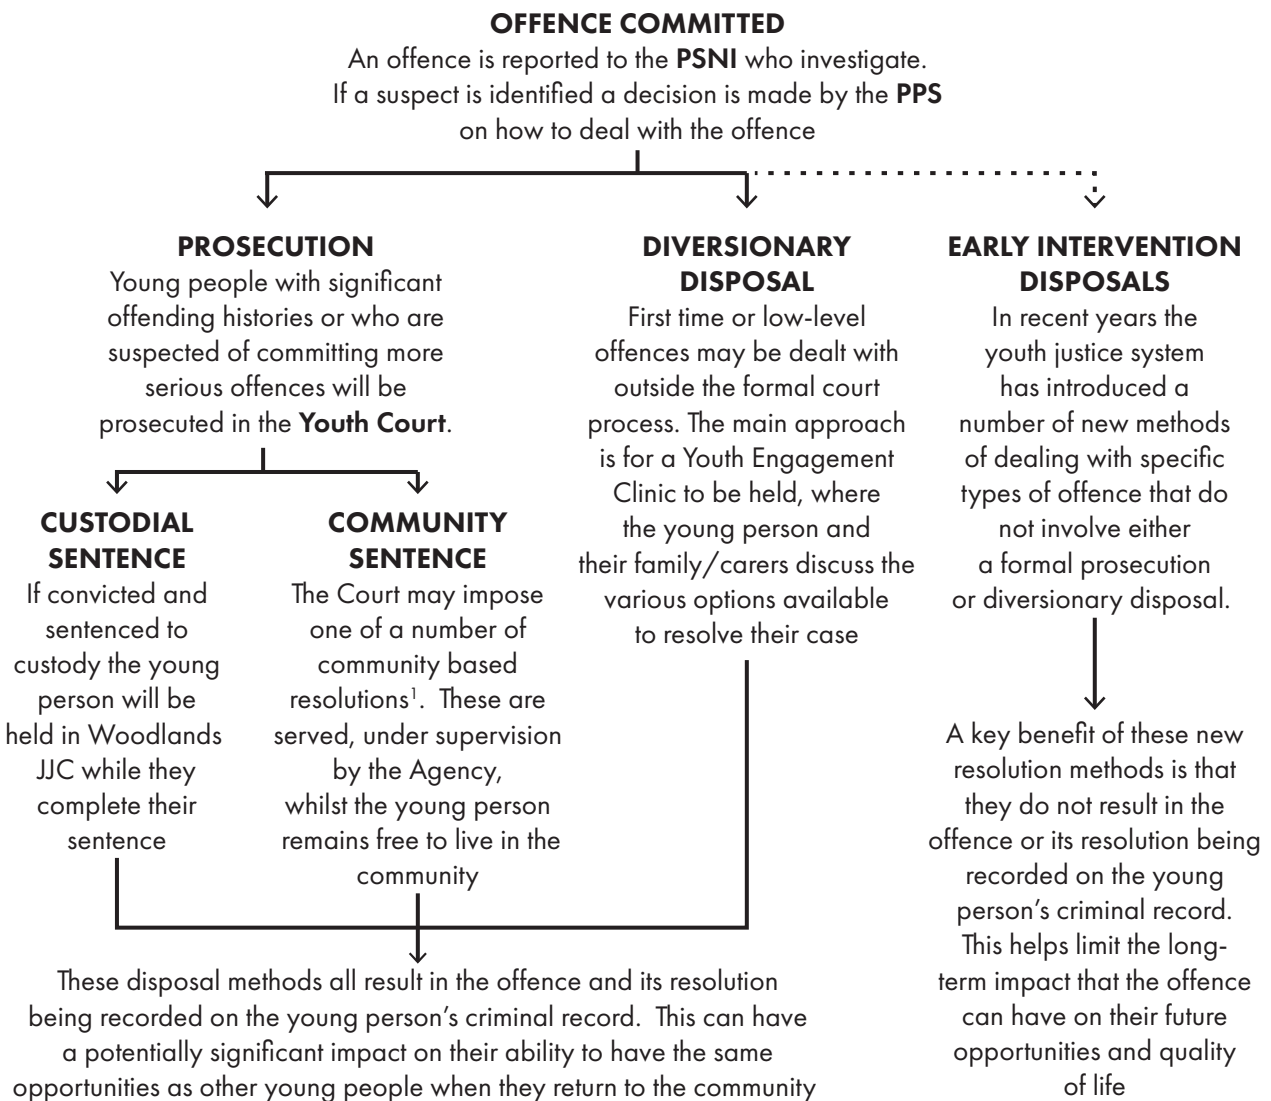 OFFENCE COMMITTED
An offence is reported to the PSNI who investigate.
If a suspect is identified a decision is made by the PPS
on how to deal with the offence
PROSECUTION
Young people with significant
offending histories or who are
suspected of committing more
serious offences will be
prosecuted in the Youth Court.
CUSTODIAL
SENTENCE
If convicted and
sentenced to
custody the young
person will be
held in Woodlands
JJC while they
complete their
sentence
COMMUNITY
SENTENCE
The Court may impose
one of a number of
community based
resolutions¹. These are
served, under supervision
by the Agency,
whilst the young person
remains free to live in the
community
DIVERSIONARY
DISPOSAL
First time or low-level
offences may be dealt with
outside the formal court
process. The main approach
is for a Youth Engagement
Clinic to be held, where
the young person and
their family/carers discuss the
various options available
to resolve their case
These disposal methods all result in the offence and its resolution
being recorded on the young person's criminal record. This can have
a potentially significant impact on their ability to have the same
opportunities as other young people when they return to the community
EARLY INTERVENTION
DISPOSALS
In recent years the
youth justice system
has introduced a
number of new methods
of dealing with specific
types of offence that do
not involve either
a formal prosecution
or diversionary disposal.
A key benefit of these new
resolution methods is that
they do not result in the
offence or its resolution being
recorded on the young
person's criminal record.
This helps limit the long-
term impact that the offence
can have on their future
opportunities and quality
of life